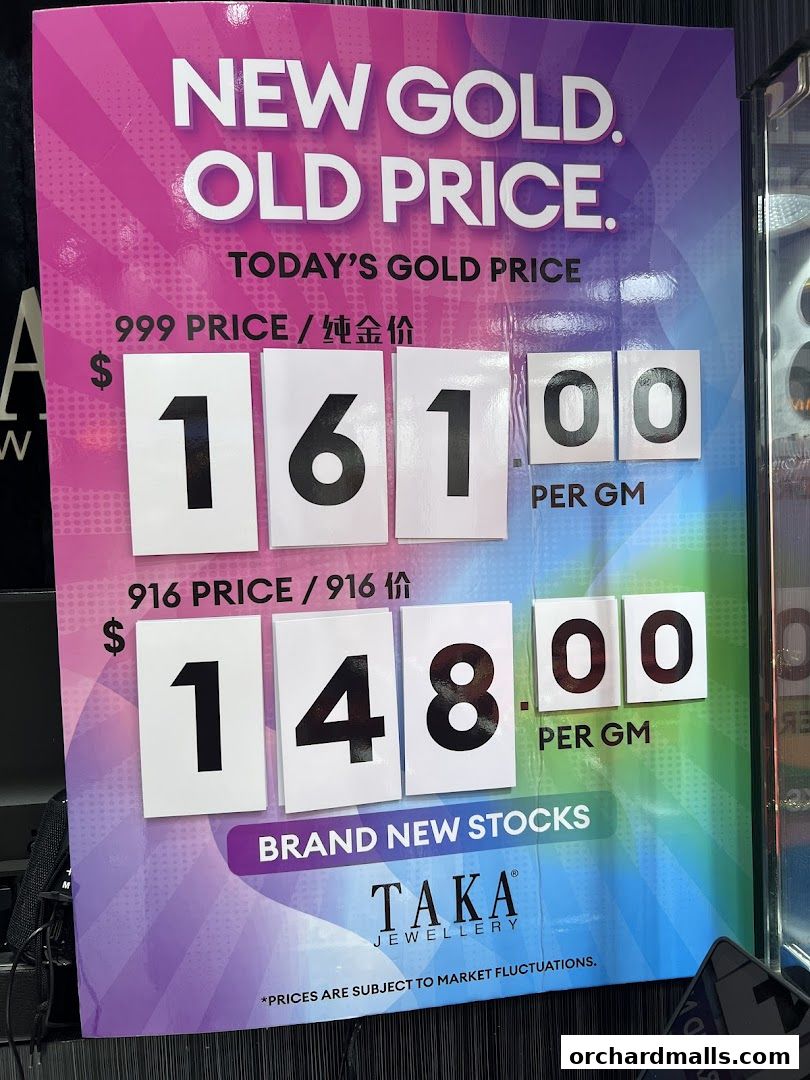 NEW GOLD.
OLD PRICE.
TODAY'S GOLD PRICE
999 PRICE / 纯金价
$161.00
PER GM
916 PRICE / 916 价
$148.00
PER GM
BRAND NEW STOCKS
TAKA®
JEWELLERY
*PRICES ARE SUBJECT TO MARKET FLUCTUATIONS.
orchardmalls.com